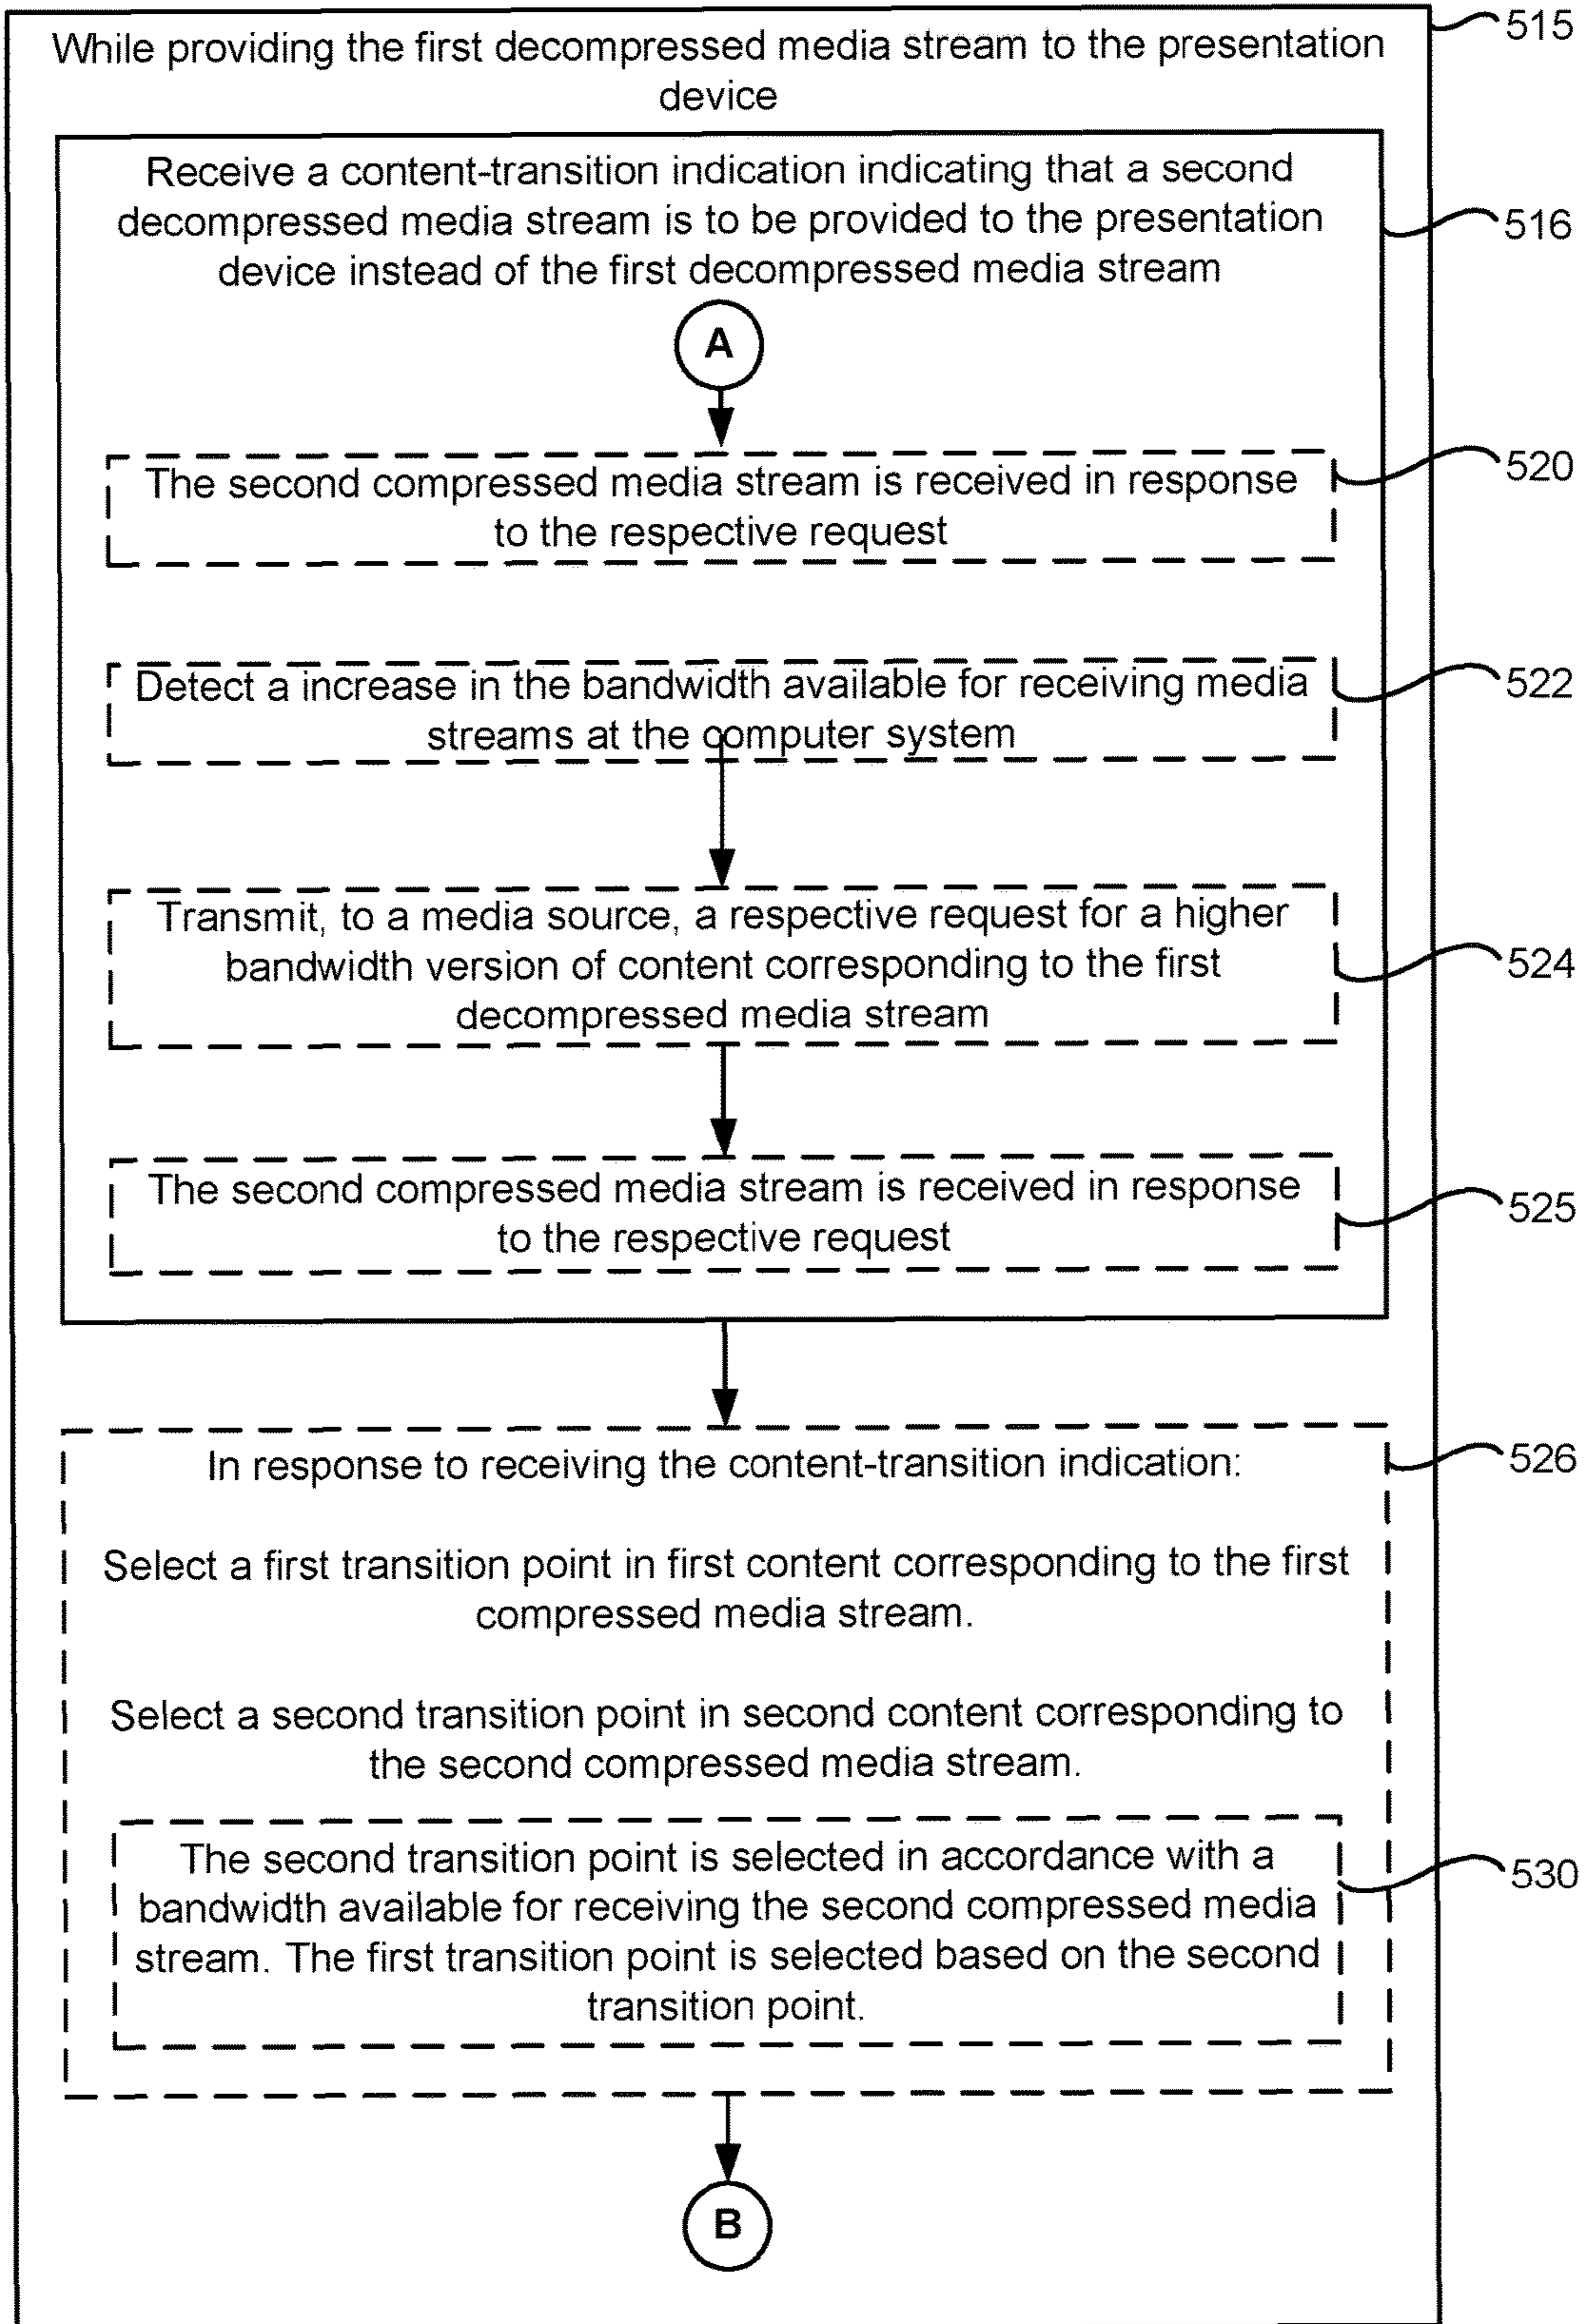 While providing the first decompressed media stream to the presentation
device
515
Receive a content-transition indication indicating that a second
decompressed media stream is to be provided to the presentation
device instead of the first decompressed media stream
516
A
The second compressed media stream is received in response
to the respective request
520
Detect a increase in the bandwidth available for receiving media
streams at the computer system
522
Transmit, to a media source, a respective request for a higher
bandwidth version of content corresponding to the first
decompressed media stream
524
The second compressed media stream is received in response
to the respective request
525
In response to receiving the content-transition indication:
526
Select a first transition point in first content corresponding to the first
compressed media stream.
Select a second transition point in second content corresponding to
the second compressed media stream.
The second transition point is selected in accordance with a
bandwidth available for receiving the second compressed media
stream. The first transition point is selected based on the second
transition point.
530
B